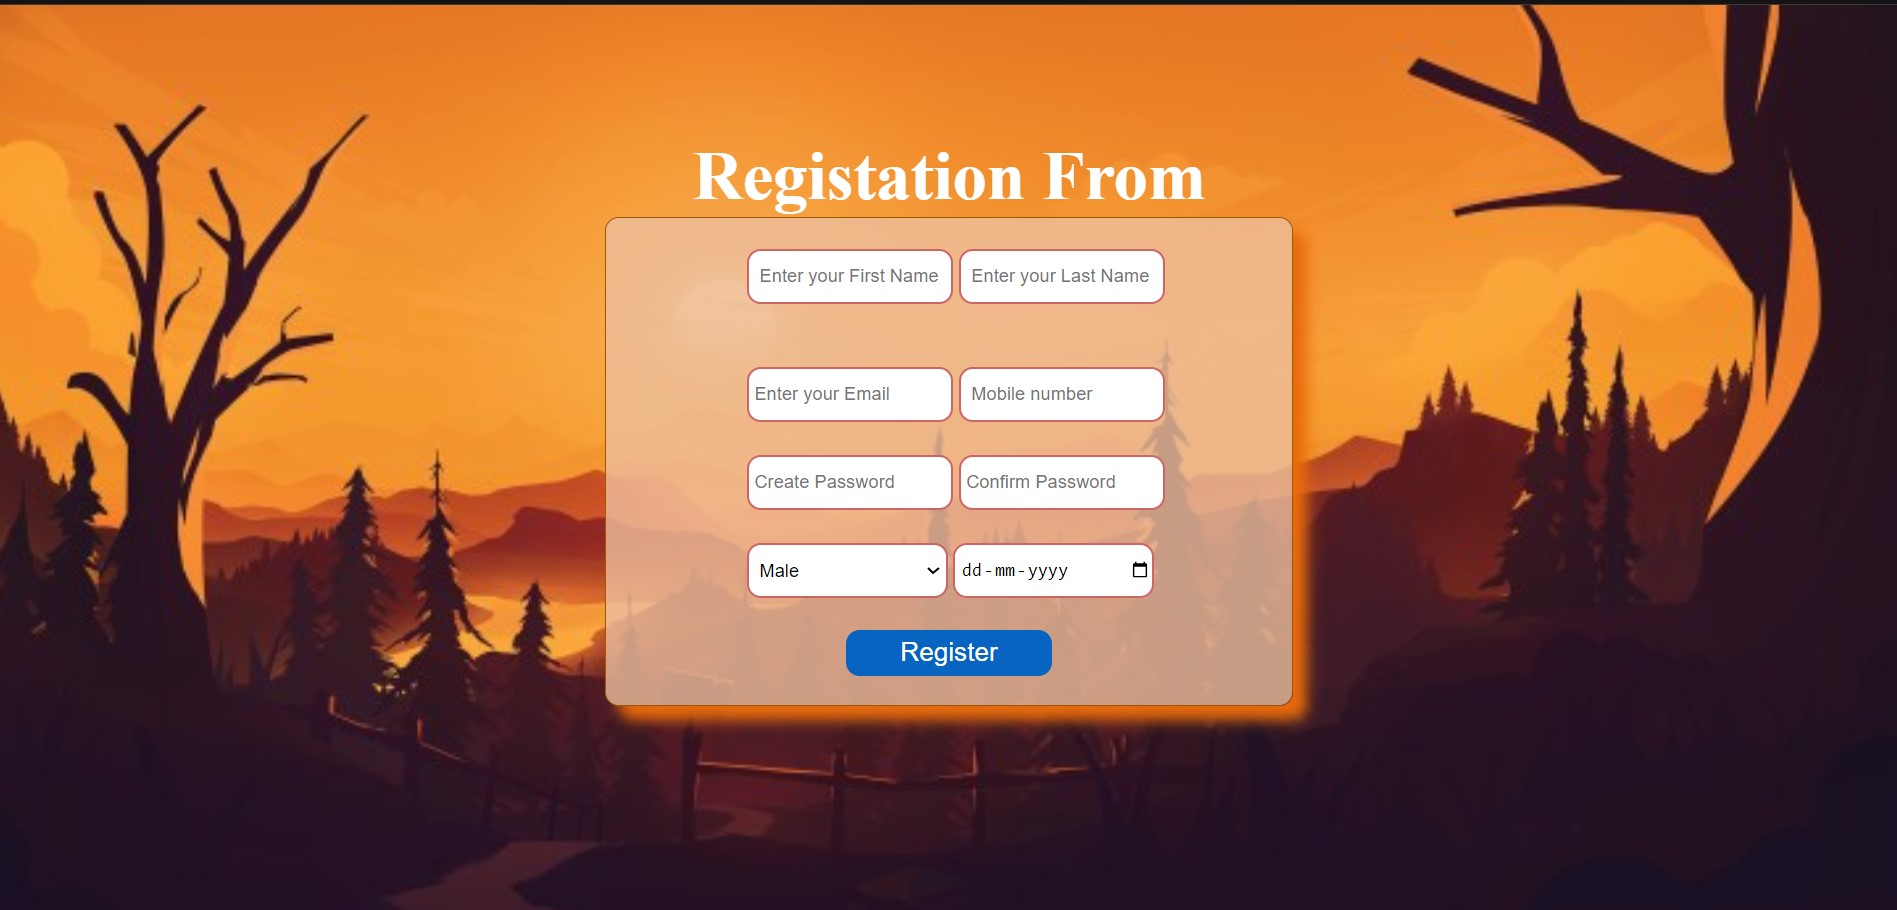 Registation From
Enter your First Name Enter your Last Name
Enter your Email Mobile number
Create Password Confirm Password
Male dd-mm-yyyy
Register